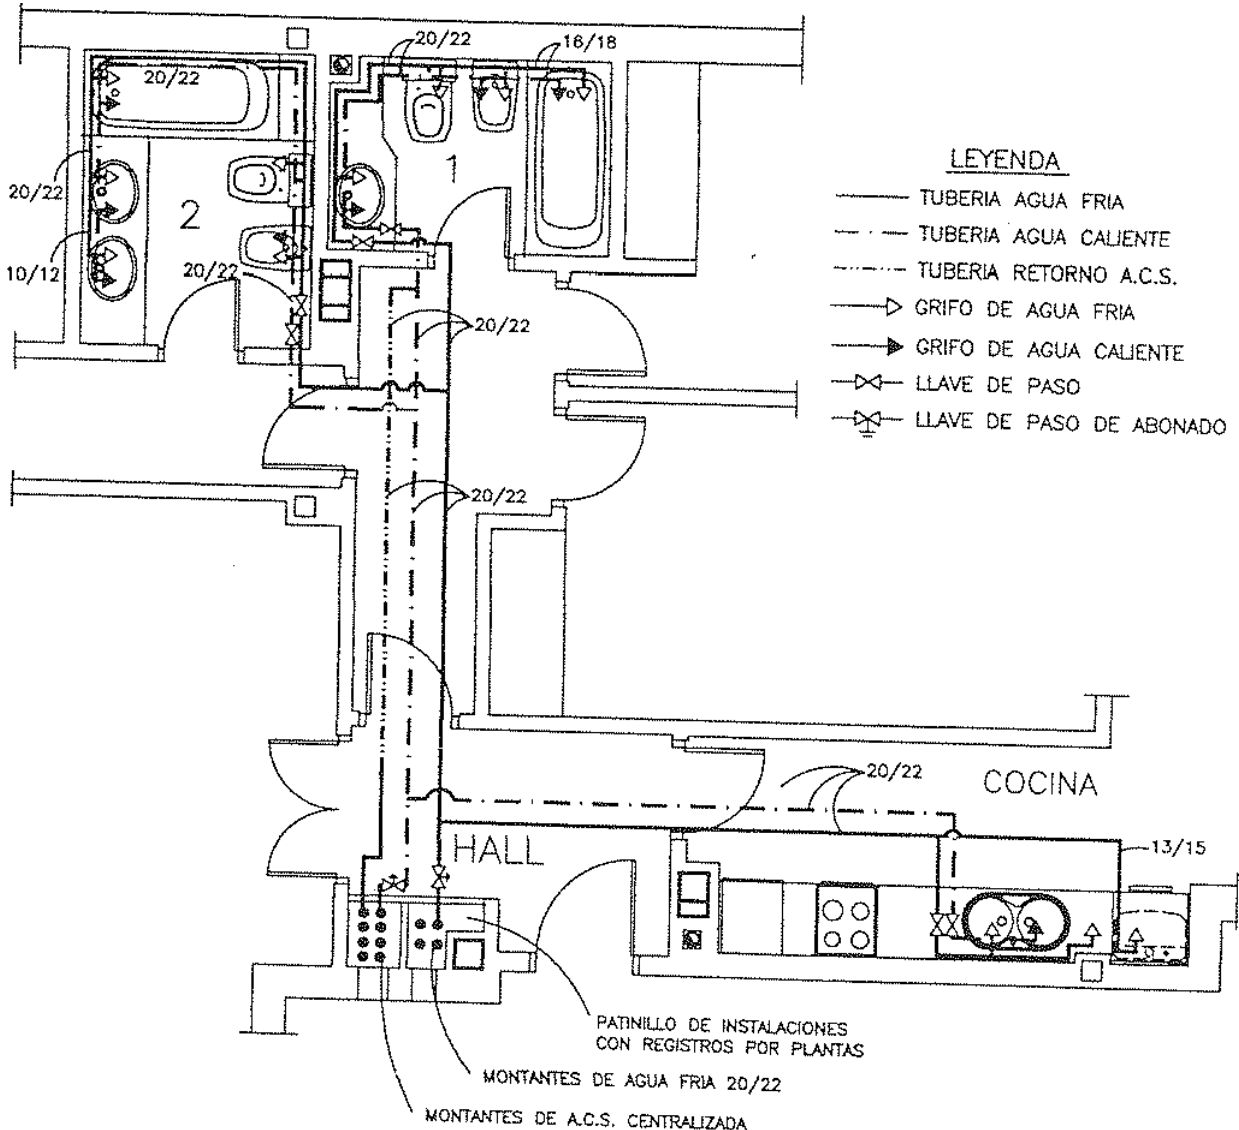 20/22
16/18
20/22
LEYENDA
1
TUBERIA AGUA FRIA
20/22
2
TUBERIA AGUA CALIENTE
10/12
20/22
TUBERIA RETORNO A.C.S.
GRIFO DE AGUA FRIA
20/22
GRIFO DE AGUA CALIENTE
LLAVE DE PASO
LLAVE DE PASO DE ABONADO
20/22
20/22
COCINA
HALL
13/15
PATINILLO DE INSTALACIONES
CON REGISTROS POR PLANTAS
MONTANTES DE AGUA FRIA 20/22
MONTANTES DE A.C.S. CENTRALIZADA